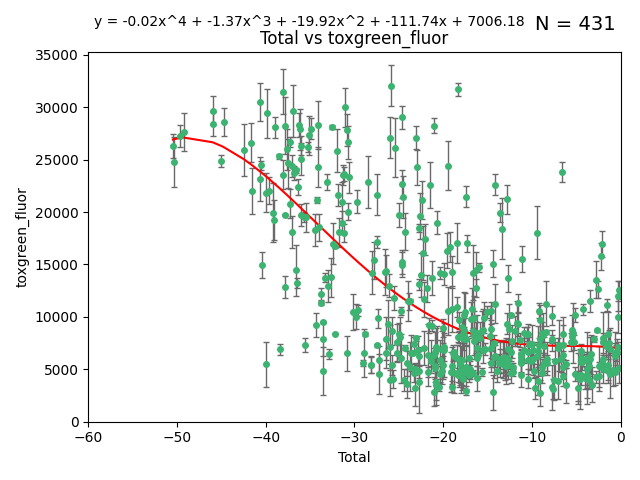 y = -0.02x^4 + -1.37x^3 + -19.92x^2 + -111.74x + 7006.18 N = 431
Total vs toxgreen_fluor
35000
30000
25000
20000
15000
10000
5000
0
toxgreen_fluor
−60 −50 −40 −30 −20 −10 0
Total